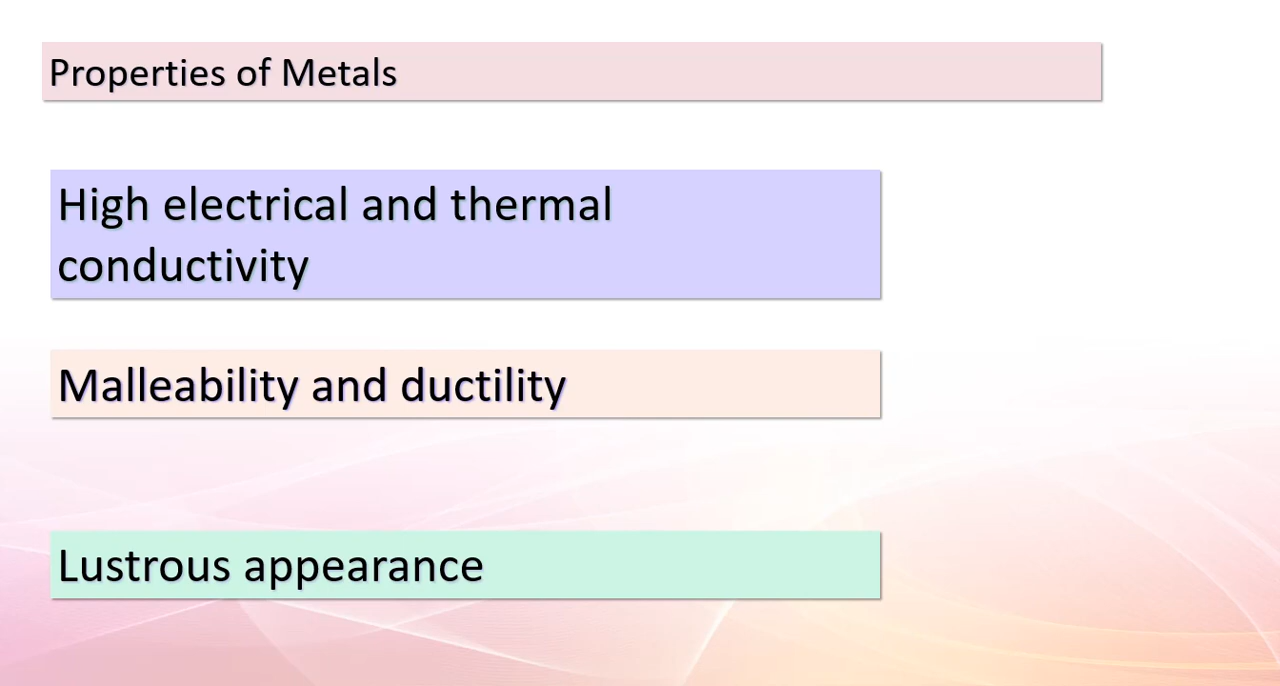 Properties of Metals
High electrical and thermal
conductivity
Malleability and ductility
Lustrous appearance